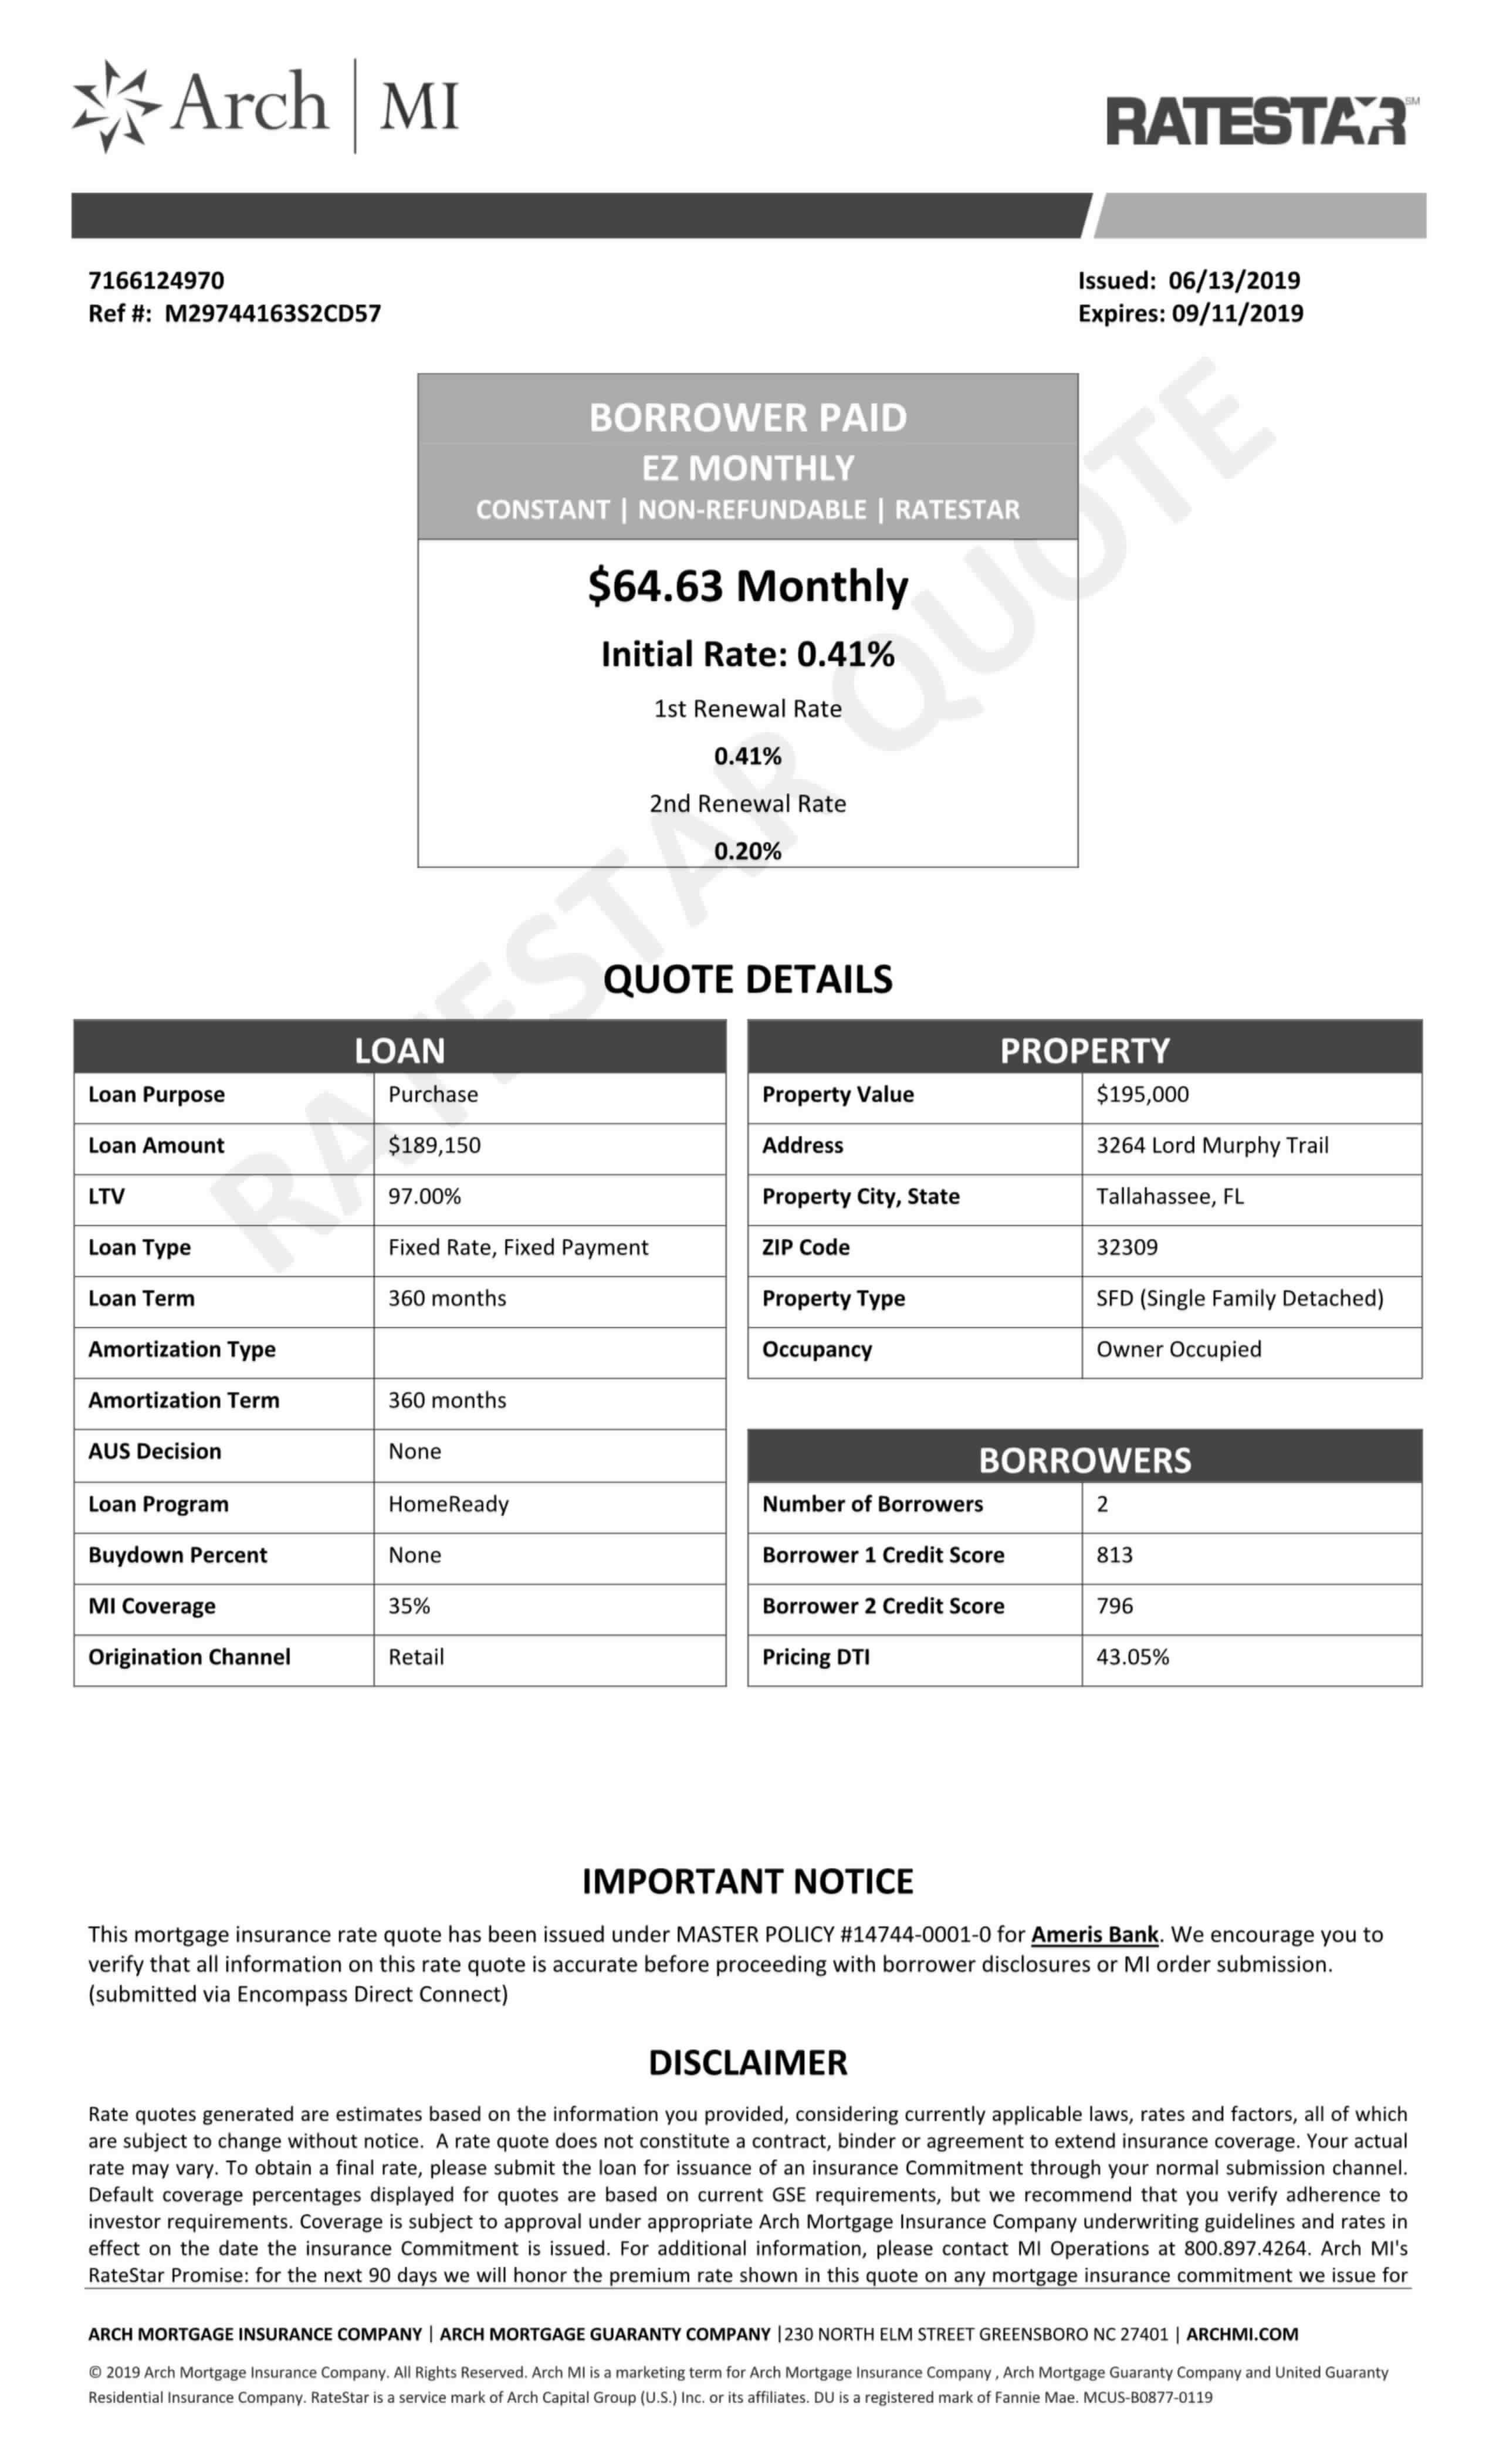 Arch | MI
RATESTAR SM
7166124970
Issued: 06/13/2019
Ref #: M29744163S2CD57
Expires: 09/11/2019
BORROWER PAID
EZ MONTHLY
CONSTANT | NON-REFUNDABLE | RATESTAR
$64.63 Monthly
Initial Rate: 0.41%
1st Renewal Rate
0.41%
2nd Renewal Rate
0.20%
RATESTAR QUOTE
QUOTE DETAILS
LOAN
Loan Purpose Purchase
Loan Amount $189,150
LTV 97.00%
Loan Type Fixed Rate, Fixed Payment
Loan Term 360 months
Amortization Type
Amortization Term 360 months
AUS Decision None
Loan Program HomeReady
Buydown Percent None
MI Coverage 35%
Origination Channel Retail
PROPERTY
Property Value $195,000
Address 3264 Lord Murphy Trail
Property City, State Tallahassee, FL
ZIP Code 32309
Property Type SFD (Single Family Detached)
Occupancy Owner Occupied
BORROWERS
Number of Borrowers 2
Borrower 1 Credit Score 813
Borrower 2 Credit Score 796
Pricing DTI 43.05%
IMPORTANT NOTICE
This mortgage insurance rate quote has been issued under MASTER POLICY #14744-0001-0 for Ameris Bank. We encourage you to
verify that all information on this rate quote is accurate before proceeding with borrower disclosures or MI order submission.
(submitted via Encompass Direct Connect)
DISCLAIMER
Rate quotes generated are estimates based on the information you provided, considering currently applicable laws, rates and factors, all of which
are subject to change without notice. A rate quote does not constitute a contract, binder or agreement to extend insurance coverage. Your actual
rate may vary. To obtain a final rate, please submit the loan for issuance of an insurance Commitment through your normal submission channel.
Default coverage percentages displayed for quotes are based on current GSE requirements, but we recommend that you verify adherence to
investor requirements. Coverage is subject to approval under appropriate Arch Mortgage Insurance Company underwriting guidelines and rates in
effect on the date the insurance Commitment is issued. For additional information, please contact MI Operations at 800.897.4264. Arch MI's
RateStar Promise: for the next 90 days we will honor the premium rate shown in this quote on any mortgage insurance commitment we issue for
ARCH MORTGAGE INSURANCE COMPANY | ARCH MORTGAGE GUARANTY COMPANY |230 NORTH ELM STREET GREENSBORO NC 27401 | ARCHMI.COM
© 2019 Arch Mortgage Insurance Company. All Rights Reserved. Arch MI is a marketing term for Arch Mortgage Insurance Company , Arch Mortgage Guaranty Company and United Guaranty
Residential Insurance Company. RateStar is a service mark of Arch Capital Group (U.S.) Inc. or its affiliates. DU is a registered mark of Fannie Mae. MCUS-B0877-0119